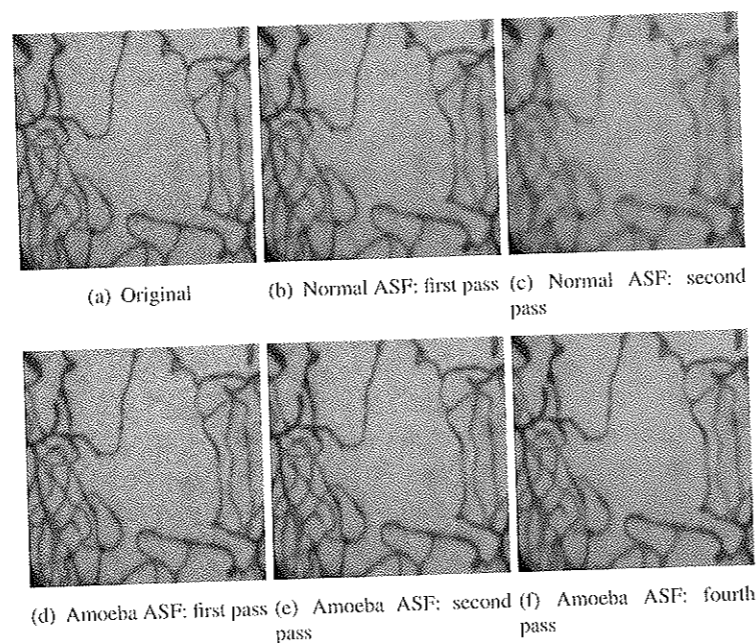 (a) Original
(b) Normal ASF: first pass
(c) Normal ASF: second
pass
(d) Amoeba ASF: first pass
(e) Amoeba ASF: second
pass
(f) Amoeba ASF: fourth
pass